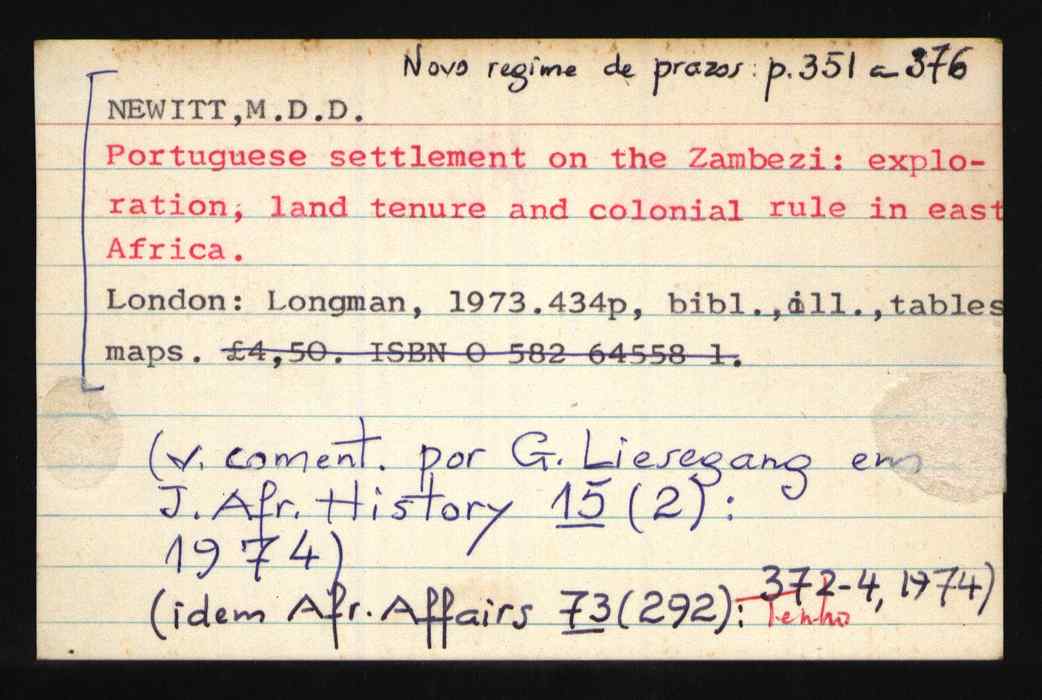 Novo regime de prazos: p.351 a 376
NEWITT,M.D.D.
Portuguese settlement on the Zambezi: explo-
ration, land tenure and colonial rule in east
Africa.
London: Longman, 1973.434p, bibl.,ill.,tables
maps. £4,50. ISBN 0 582 64558 1.
(v. coment. por G. Liesegang em
J. Afr. History 15 (2):
1974)
(idem Afr. Affairs 73(292): 372-4, 1974)
Tenho